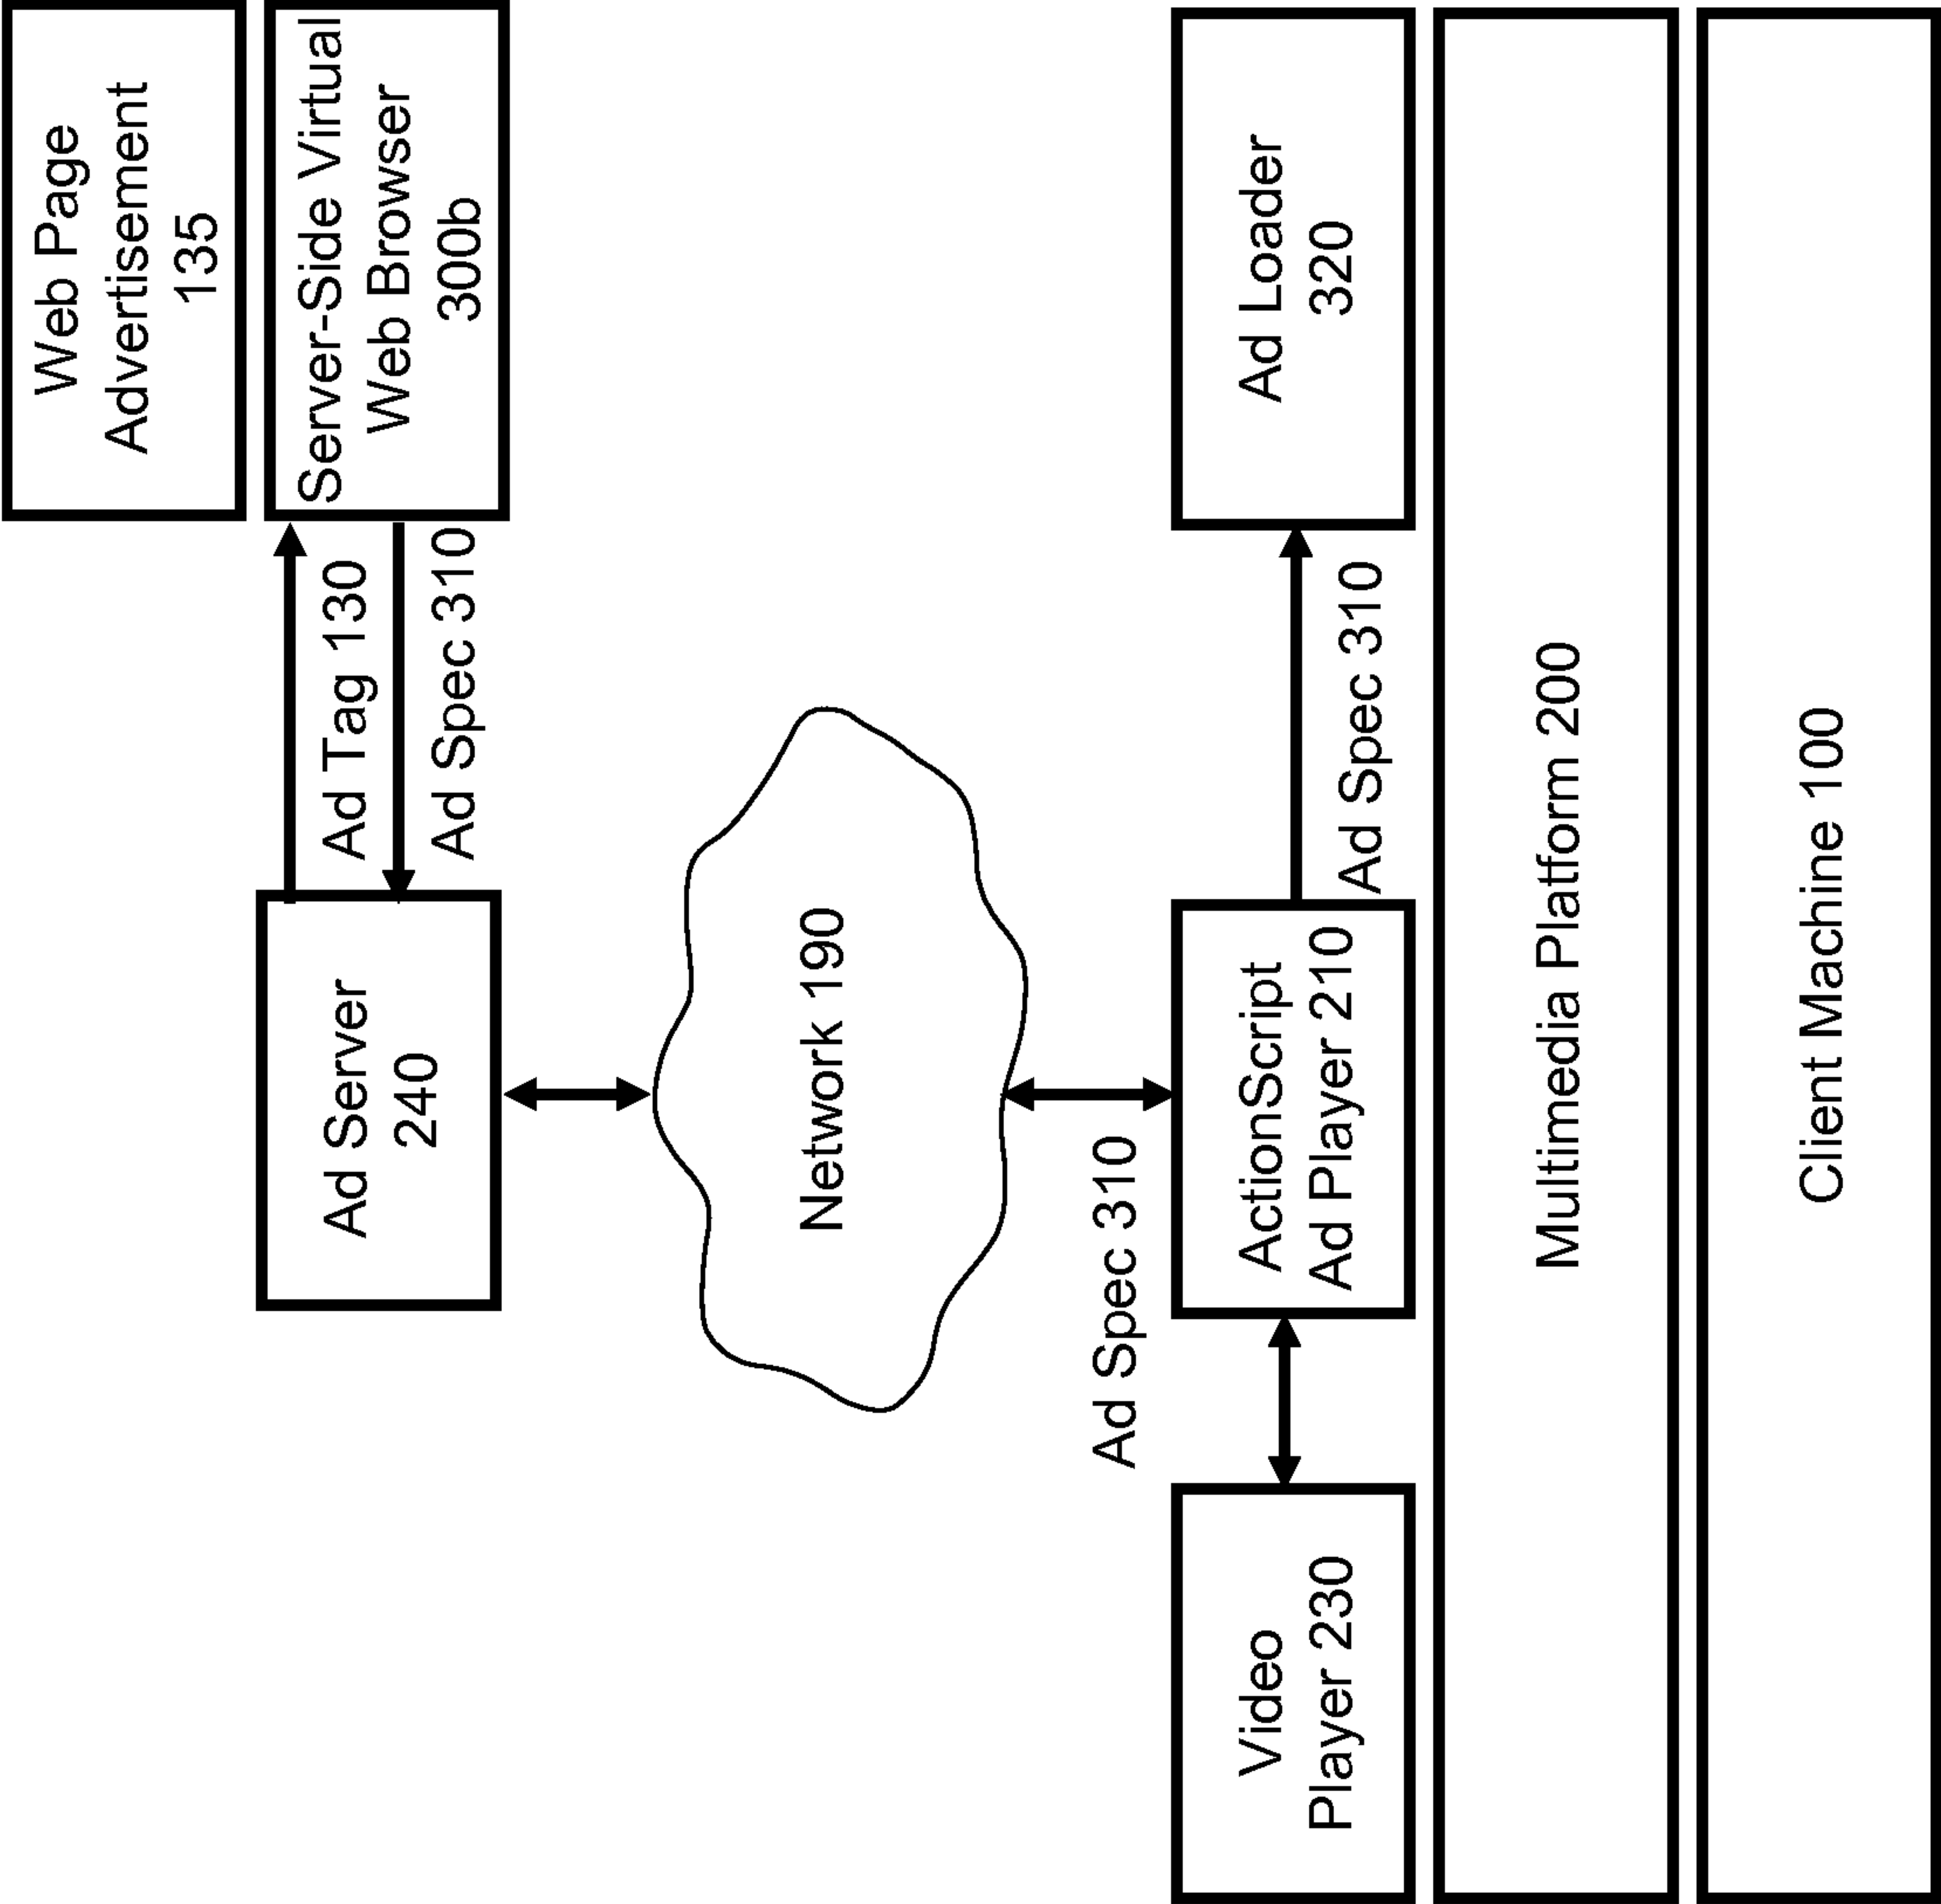 Web Page
Advertisement
135
Server-Side Virtual
Web Browser
300b
Ad Tag 130
Ad Spec 310
Ad Server
240
Network 190
Ad Spec 310
Video
Player 230
ActionScript
Ad Player 210
Ad Spec 310
Ad Loader
320
Multimedia Platform 200
Client Machine 100